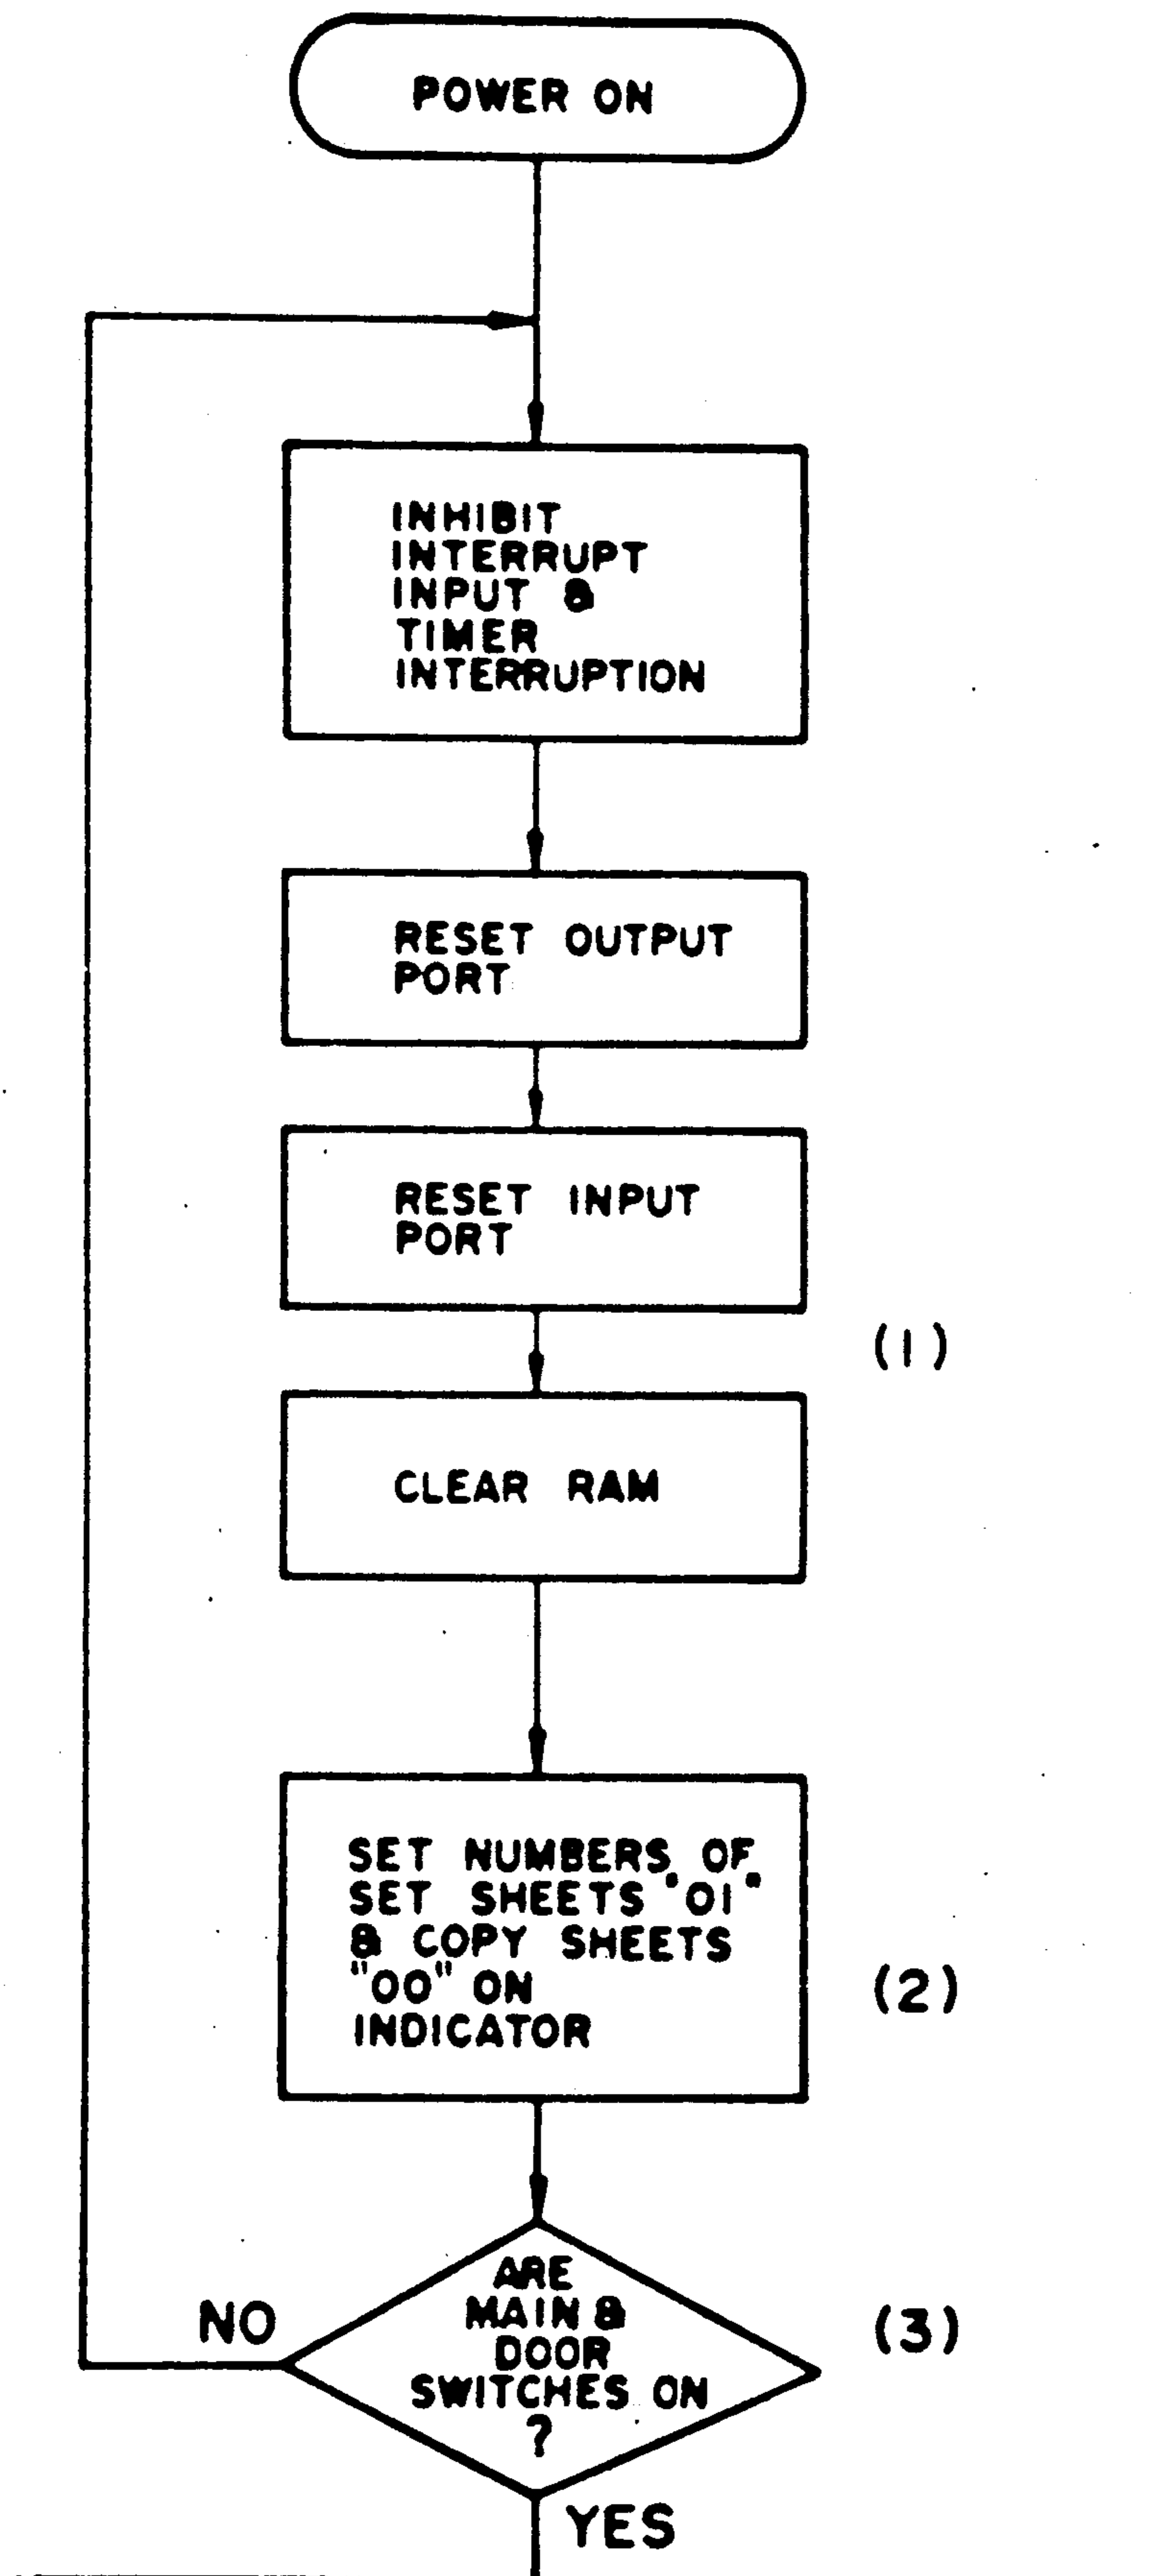 POWER ON
INHIBIT
INTERRUPT
INPUT &
TIMER
INTERRUPTION
RESET OUTPUT
PORT
RESET INPUT
PORT
(1)
CLEAR RAM
SET NUMBERS OF
SET SHEETS "01"
& COPY SHEETS
"00" ON
INDICATOR
(2)
ARE
MAIN &
DOOR
SWITCHES ON
?
NO
(3)
YES